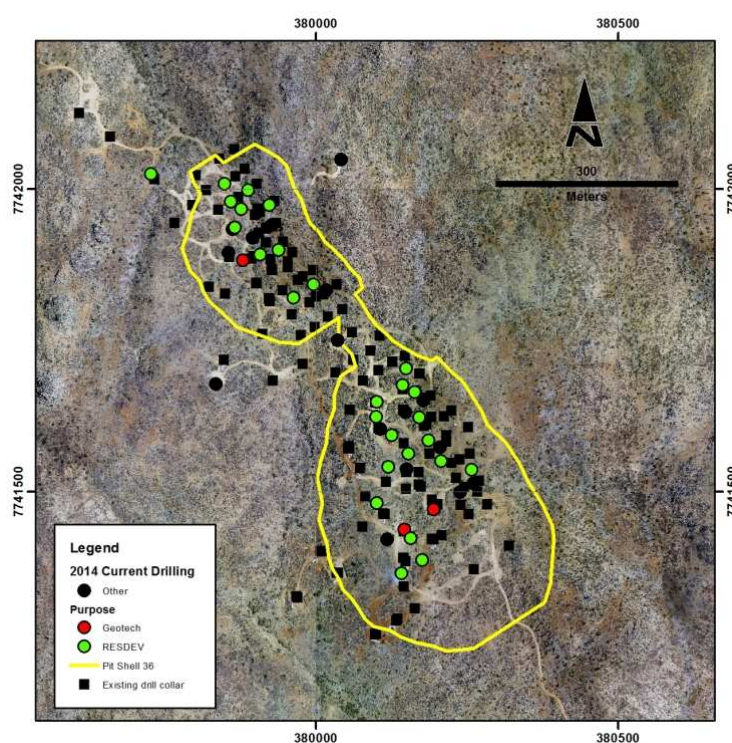 380000 380500
N
300
Meters
7742000 7742000
7741500 7741500
Legend
2014 Current Drilling
Other
Purpose
Geotech
RESDEV
Pit Shell 36
Existing drill collar
380000 380500